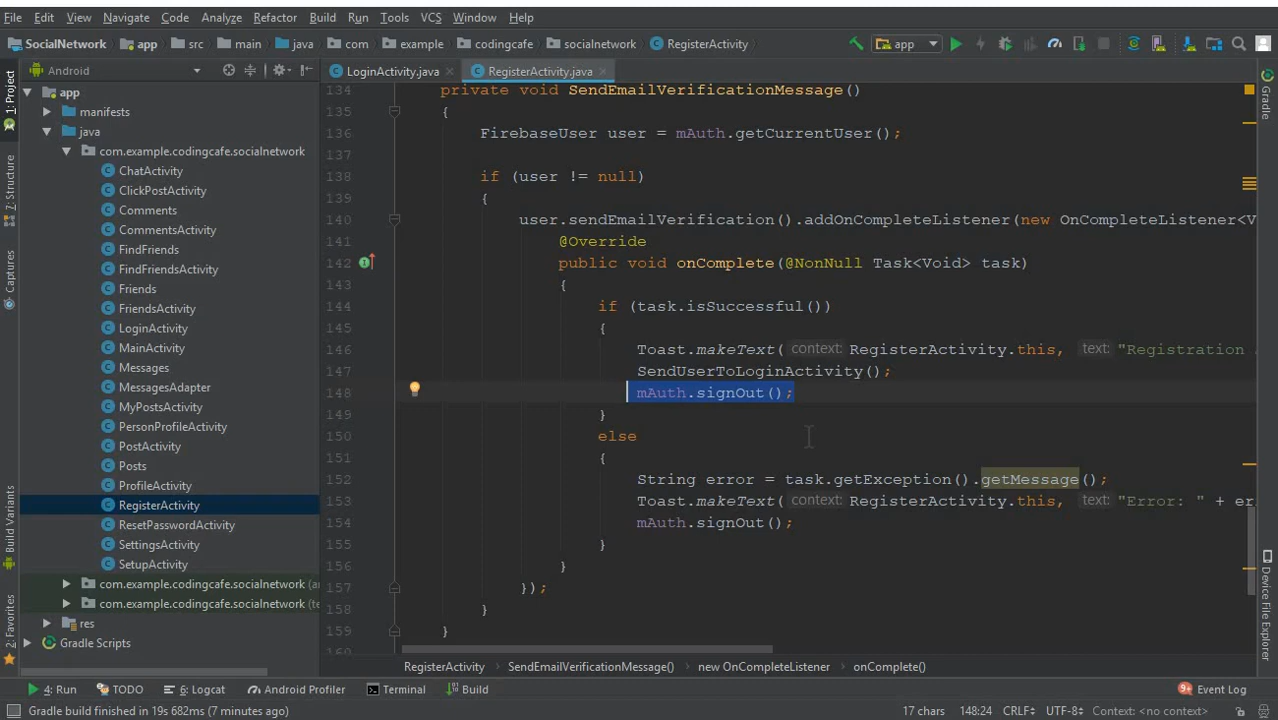 File Edit View Navigate Code Analyze Refactor Build Run Tools VCS Window Help
SocialNetwork app src main java com example codingcafe socialnetwork RegisterActivity app
Android LoginActivity.java RegisterActivity.java
1: Project
7: Structure
Captures
Build Variants
2: Favorites
app
manifests
java
com.example.codingcafe.socialnetwork
ChatActivity
ClickPostActivity
Comments
CommentsActivity
FindFriends
FindFriendsActivity
Friends
FriendsActivity
LoginActivity
MainActivity
Messages
MessagesAdapter
MyPostsActivity
PersonProfileActivity
PostActivity
Posts
ProfileActivity
RegisterActivity
ResetPasswordActivity
SettingsActivity
SetupActivity
com.example.codingcafe.socialnetwork (a
com.example.codingcafe.socialnetwork (te
res
Gradle Scripts
134 private void SendEmailVerificationMessage()
135 {
136 FirebaseUser user = mAuth.getCurrentUser();
137
138 if (user != null)
139 {
140 user.sendEmailVerification().addOnCompleteListener(new OnCompleteListener<V
141 @Override
142 public void onComplete(@NonNull Task<Void> task)
143 {
144 if (task.isSuccessful())
145 {
146 Toast.makeText( context: RegisterActivity.this, text: "Registration
147 SendUserToLoginActivity();
148 mAuth.signOut();
149 }
150 else
151 {
152 String error = task.getException().getMessage();
153 Toast.makeText( context: RegisterActivity.this, text: "Error: " + er
154 mAuth.signOut();
155 }
156 }
157 });
158 }
159 }
160
Gradle
Device File Explorer
RegisterActivity SendEmailVerificationMessage() new OnCompleteListener onComplete()
4: Run TODO 6: Logcat Android Profiler Terminal Build 9+ Event Log
Gradle build finished in 19s 682ms (7 minutes ago) 17 chars 148:24 CRLF UTF-8 Context: <no context>